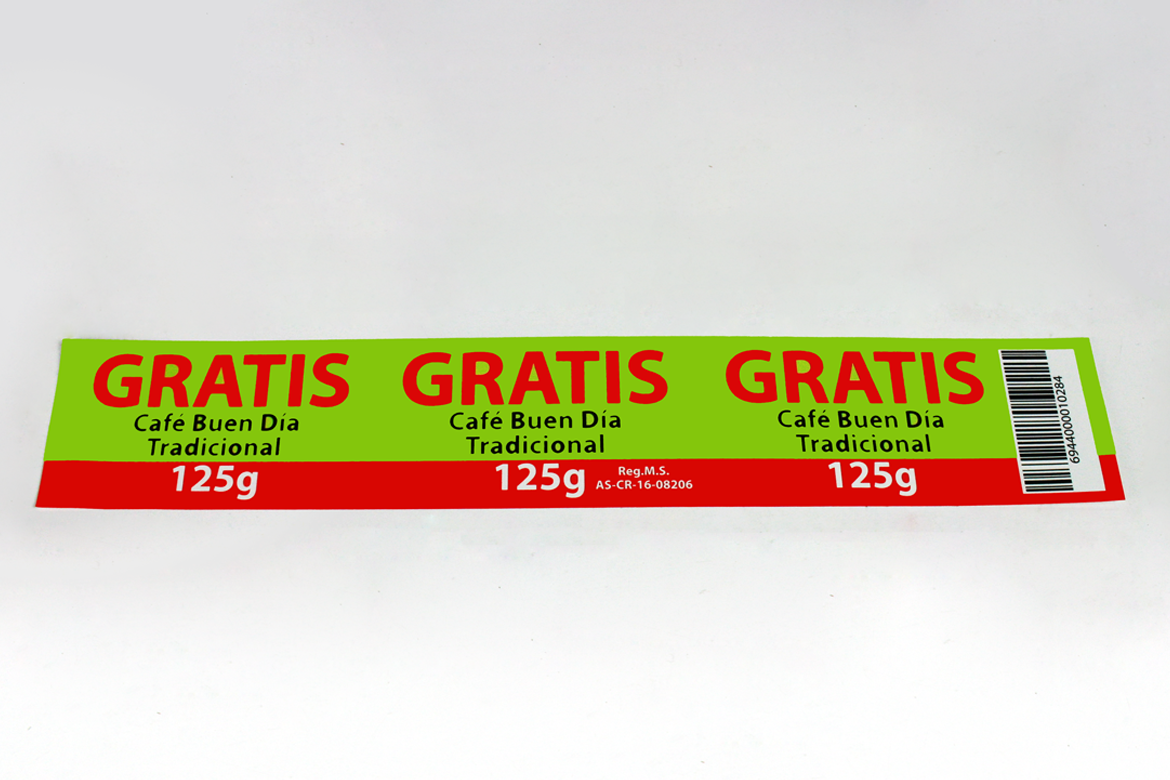 GRATIS
Café Buen Día
Tradicional
125g
GRATIS
Café Buen Día
Tradicional
125g
Reg.M.S.
AS-CR-16-08206
GRATIS
Café Buen Día
Tradicional
125g
6944000010284